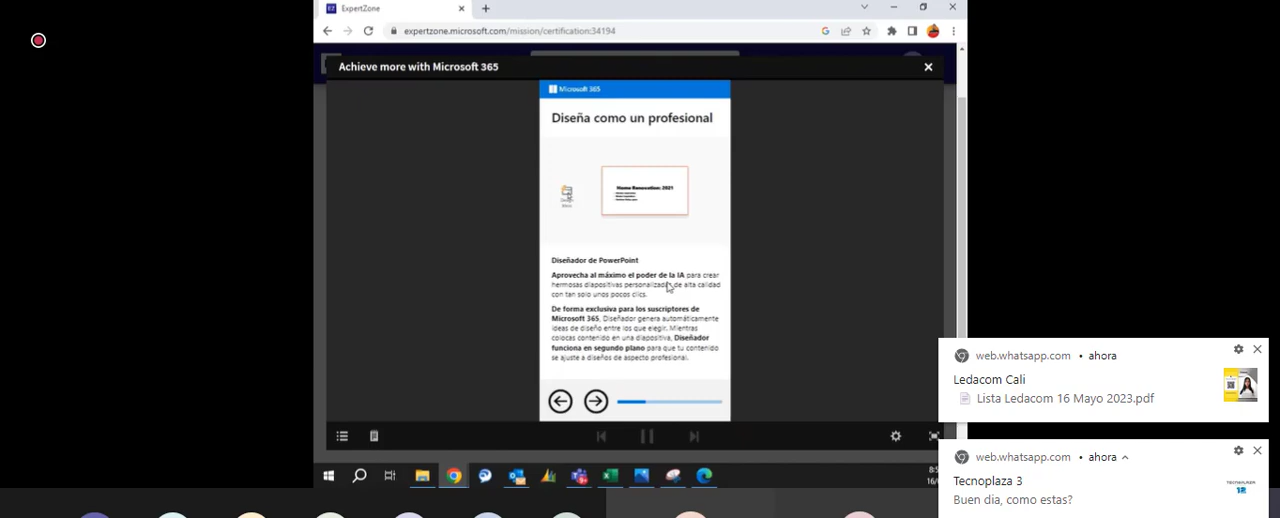 ExpertZone
expertzone.microsoft.com/mission/certification:34194
Achieve more with Microsoft 365
Microsoft 365
Diseña como un profesional
Home Renovation: 2021
Diseñador de PowerPoint
Aprovecha al máximo el poder de la IA para crear
hermosas diapositivas personalizadas de alta calidad
con tan solo unos pocos clics.
De forma exclusiva para los suscriptores de
Microsoft 365, Diseñador genera automáticamente
ideas de diseño entre los que elegir. Mientras
colocas contenido en una diapositiva, Diseñador
funciona en segundo plano para que tu contenido
se ajuste a diseños de aspecto profesional.
web.whatsapp.com • ahora
Ledacom Cali
Lista Ledacom 16 Mayo 2023.pdf
web.whatsapp.com • ahora
Tecnoplaza 3
Buen dia, como estas?